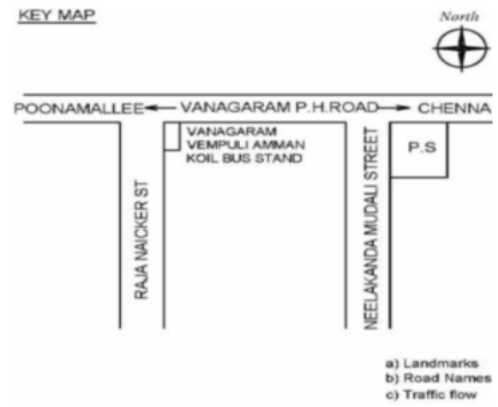 KEY MAP
North
POONAMALLEE
VANAGARAM P.H.ROAD
CHENNA
VANAGARAM
VEMPULI AMMAN
KOIL BUS STAND
P.S
RAJA NAICKER ST
NEELAKANDA MUDALI STREET
a) Landmarks
b) Road Names
c) Traffic flow